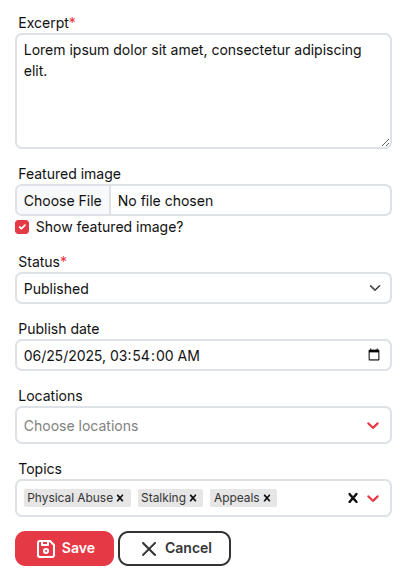 Excerpt*
Lorem ipsum dolor sit amet, consectetur adipiscing
elit.
Featured image
Choose File No file chosen
Show featured image?
Status*
Published
Publish date
06/25/2025, 03:54:00 AM
Locations
Choose locations
Topics
Physical Abuse × Stalking × Appeals ×
Save Cancel